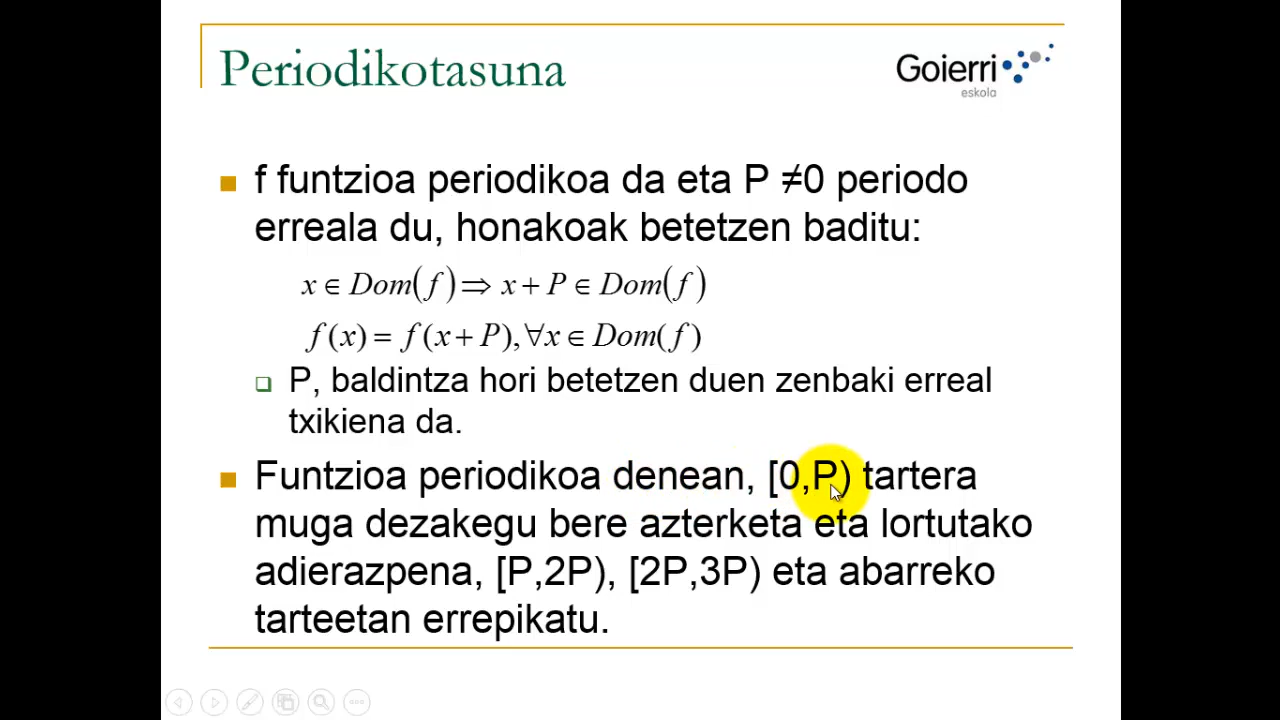 Periodikotasuna
Goierri
eskola
f funtzioa periodikoa da eta P ≠0 periodo
erreala du, honakoak betetzen baditu:
x ∈ Dom(f) ⇒ x + P ∈ Dom(f)
f(x) = f(x + P), ∀x ∈ Dom(f)
P, baldintza hori betetzen duen zenbaki erreal
txikiena da.
Funtzioa periodikoa denean, [0,P) tartera
muga dezakegu bere azterketa eta lortutako
adierazpena, [P,2P), [2P,3P) eta abarreko
tarteetan errepikatu.